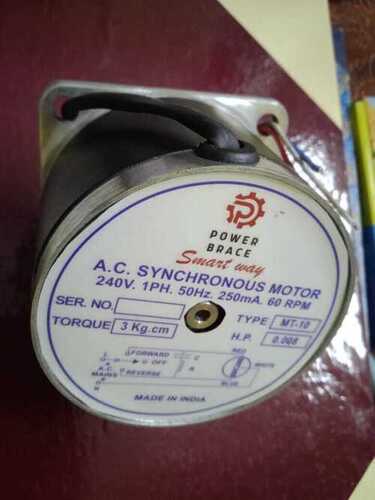 POWER
BRACE
Smart way
A.C. SYNCHRONOUS MOTOR
240V. 1PH. 50Hz. 250mA. 60 RPM
SER. NO.
TYPE MT-10
TORQUE 3 Kg.cm
H.P. 0.008
FORWARD
OFF
REVERSE
A.C.
MAINS
C
R
RED
WHITE
BLUE
MADE IN INDIA